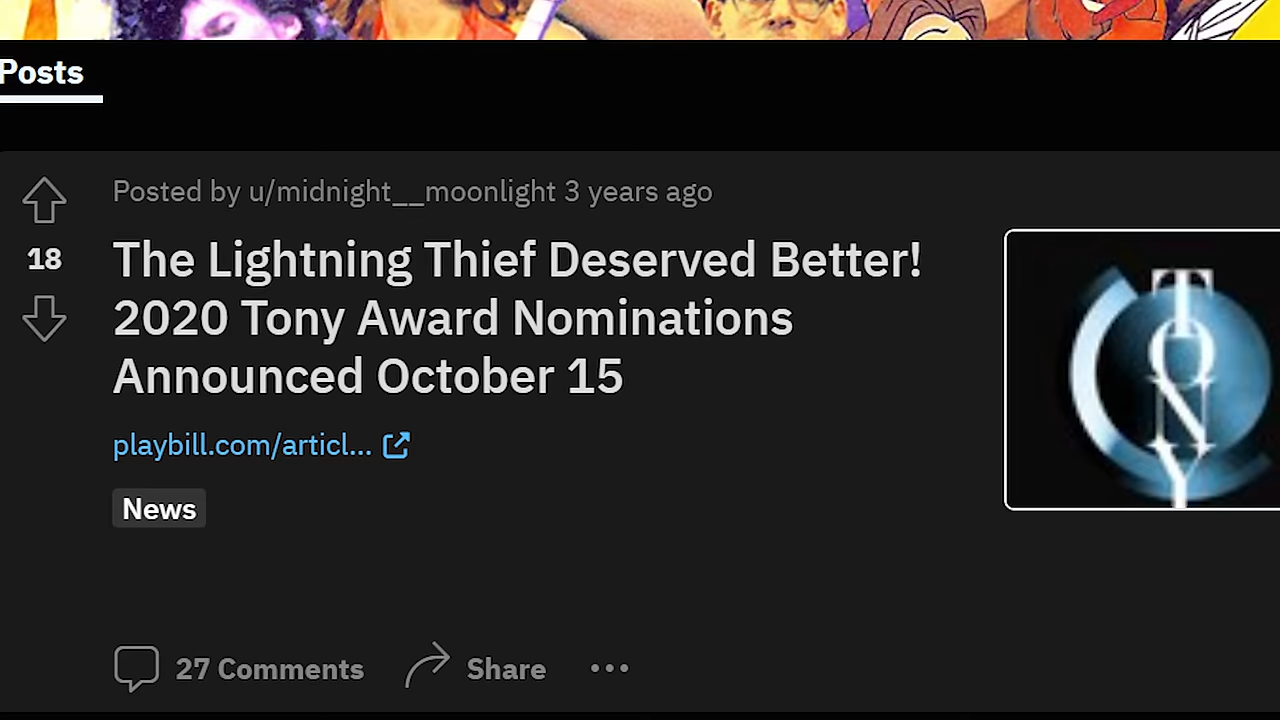 Posts
Posted by u/midnight__moonlight 3 years ago
18
The Lightning Thief Deserved Better!
2020 Tony Award Nominations
Announced October 15
playbill.com/articl...
News
TONY
27 Comments
Share